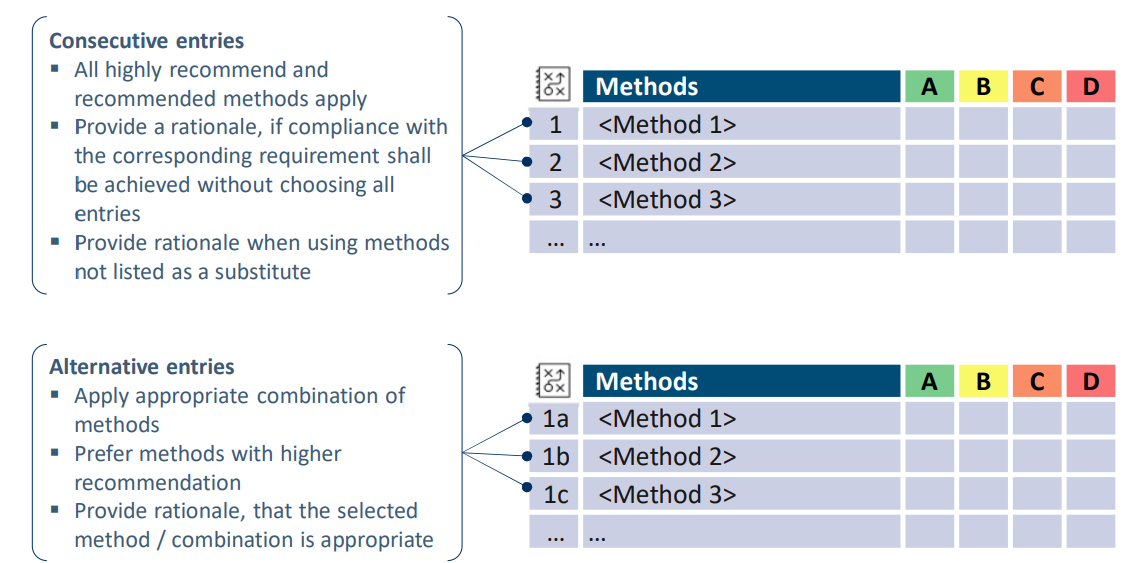 Consecutive entries
▪ All highly recommend and
recommended methods apply
▪ Provide a rationale, if compliance with
the corresponding requirement shall
be achieved without choosing all
entries
▪ Provide rationale when using methods
not listed as a substitute
Methods A B C D
1 <Method 1>
2 <Method 2>
3 <Method 3>
... ...
Alternative entries
▪ Apply appropriate combination of
methods
▪ Prefer methods with higher
recommendation
▪ Provide rationale, that the selected
method / combination is appropriate
Methods A B C D
1a <Method 1>
1b <Method 2>
1c <Method 3>
... ...